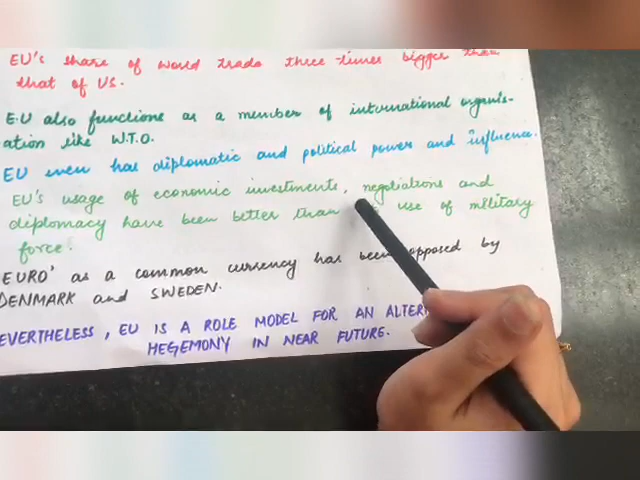 EU's share of world trade three times bigger than
that of US.
E.U also functions as a member of international organis-
ation like W.T.O.
EU even has diplomatic and political power and influence.
EU's usage of economic investments, negotiations and
diplomacy have been better than use of military
force.
EURO' as a common currency has been opposed by
DENMARK and SWEDEN.
EVERTHELESS, EU IS A ROLE MODEL FOR AN ALTER
HEGEMONY IN NEAR FUTURE.